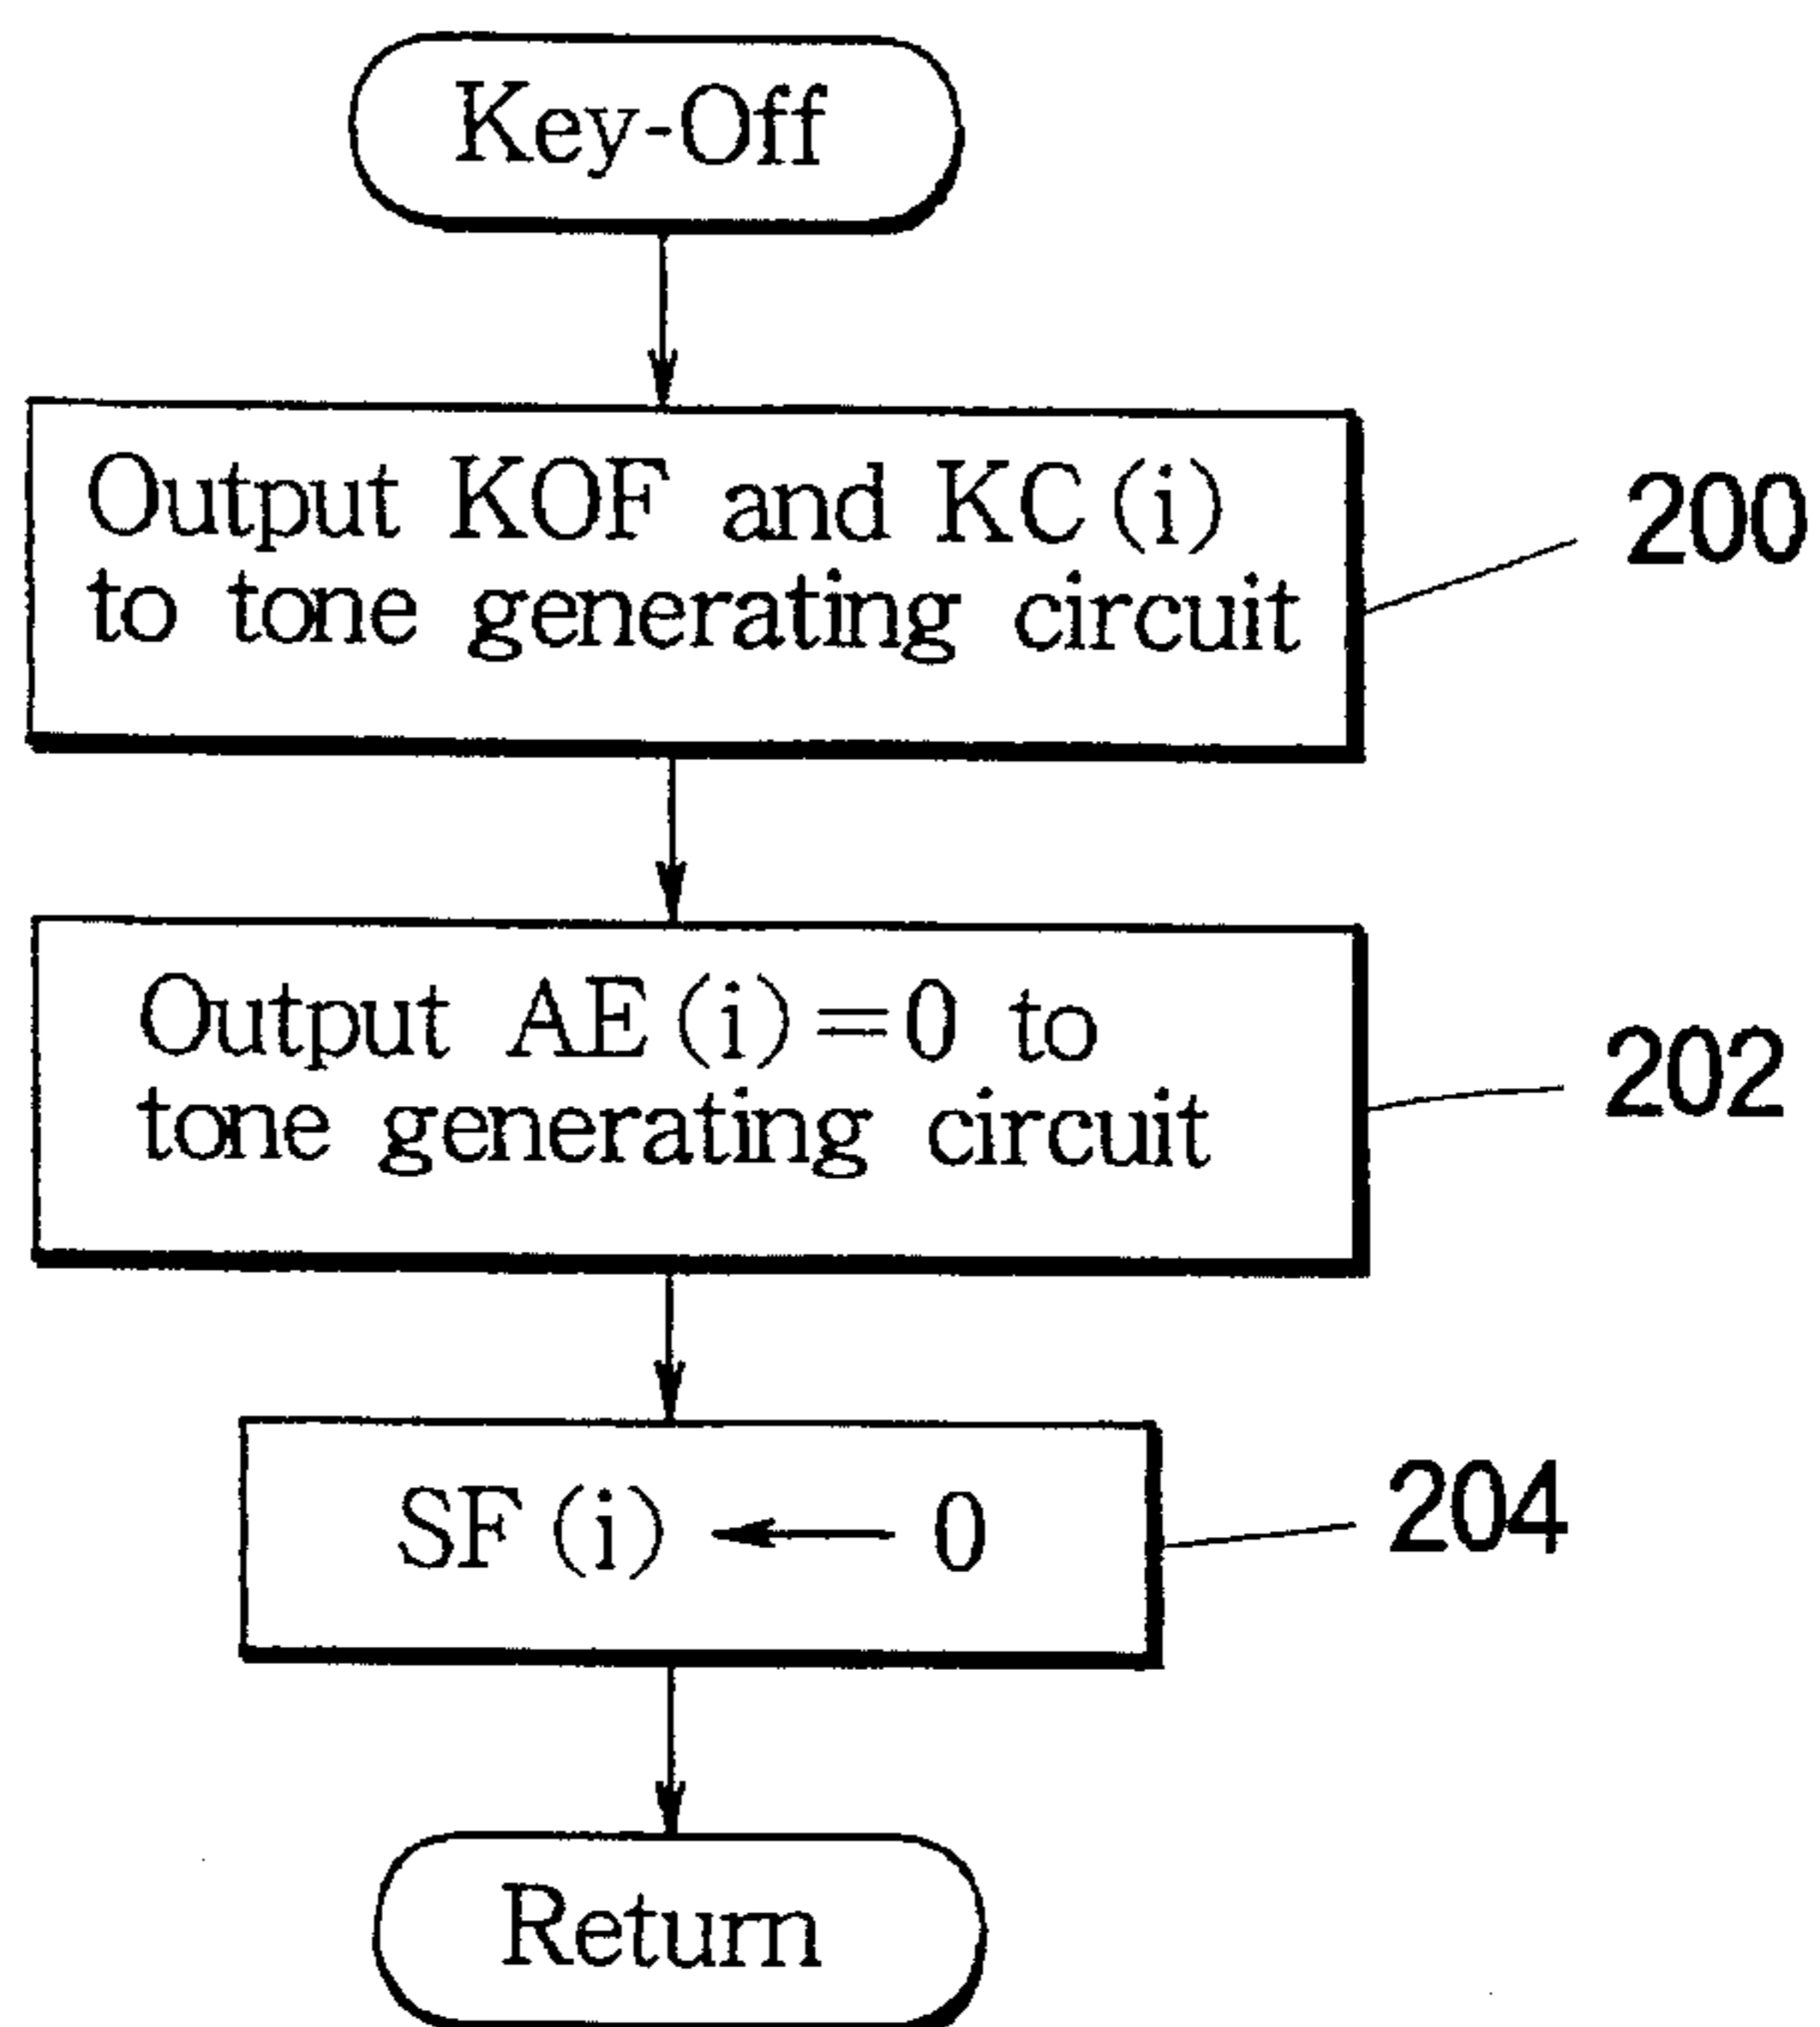 Key-Off
Output KOF and KC(i)
to tone generating circuit
200
Output AE(i)=0 to
tone generating circuit
202
SF(i) ← 0
204
Return